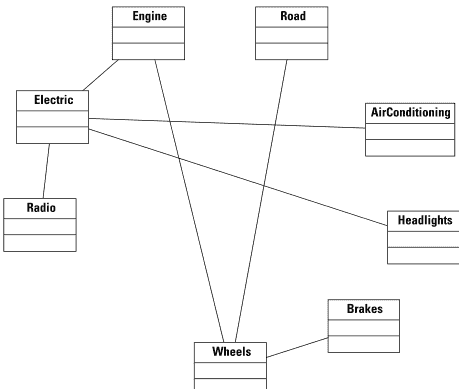 Engine
Road
Electric
AirConditioning
Radio
Headlights
Brakes
Wheels